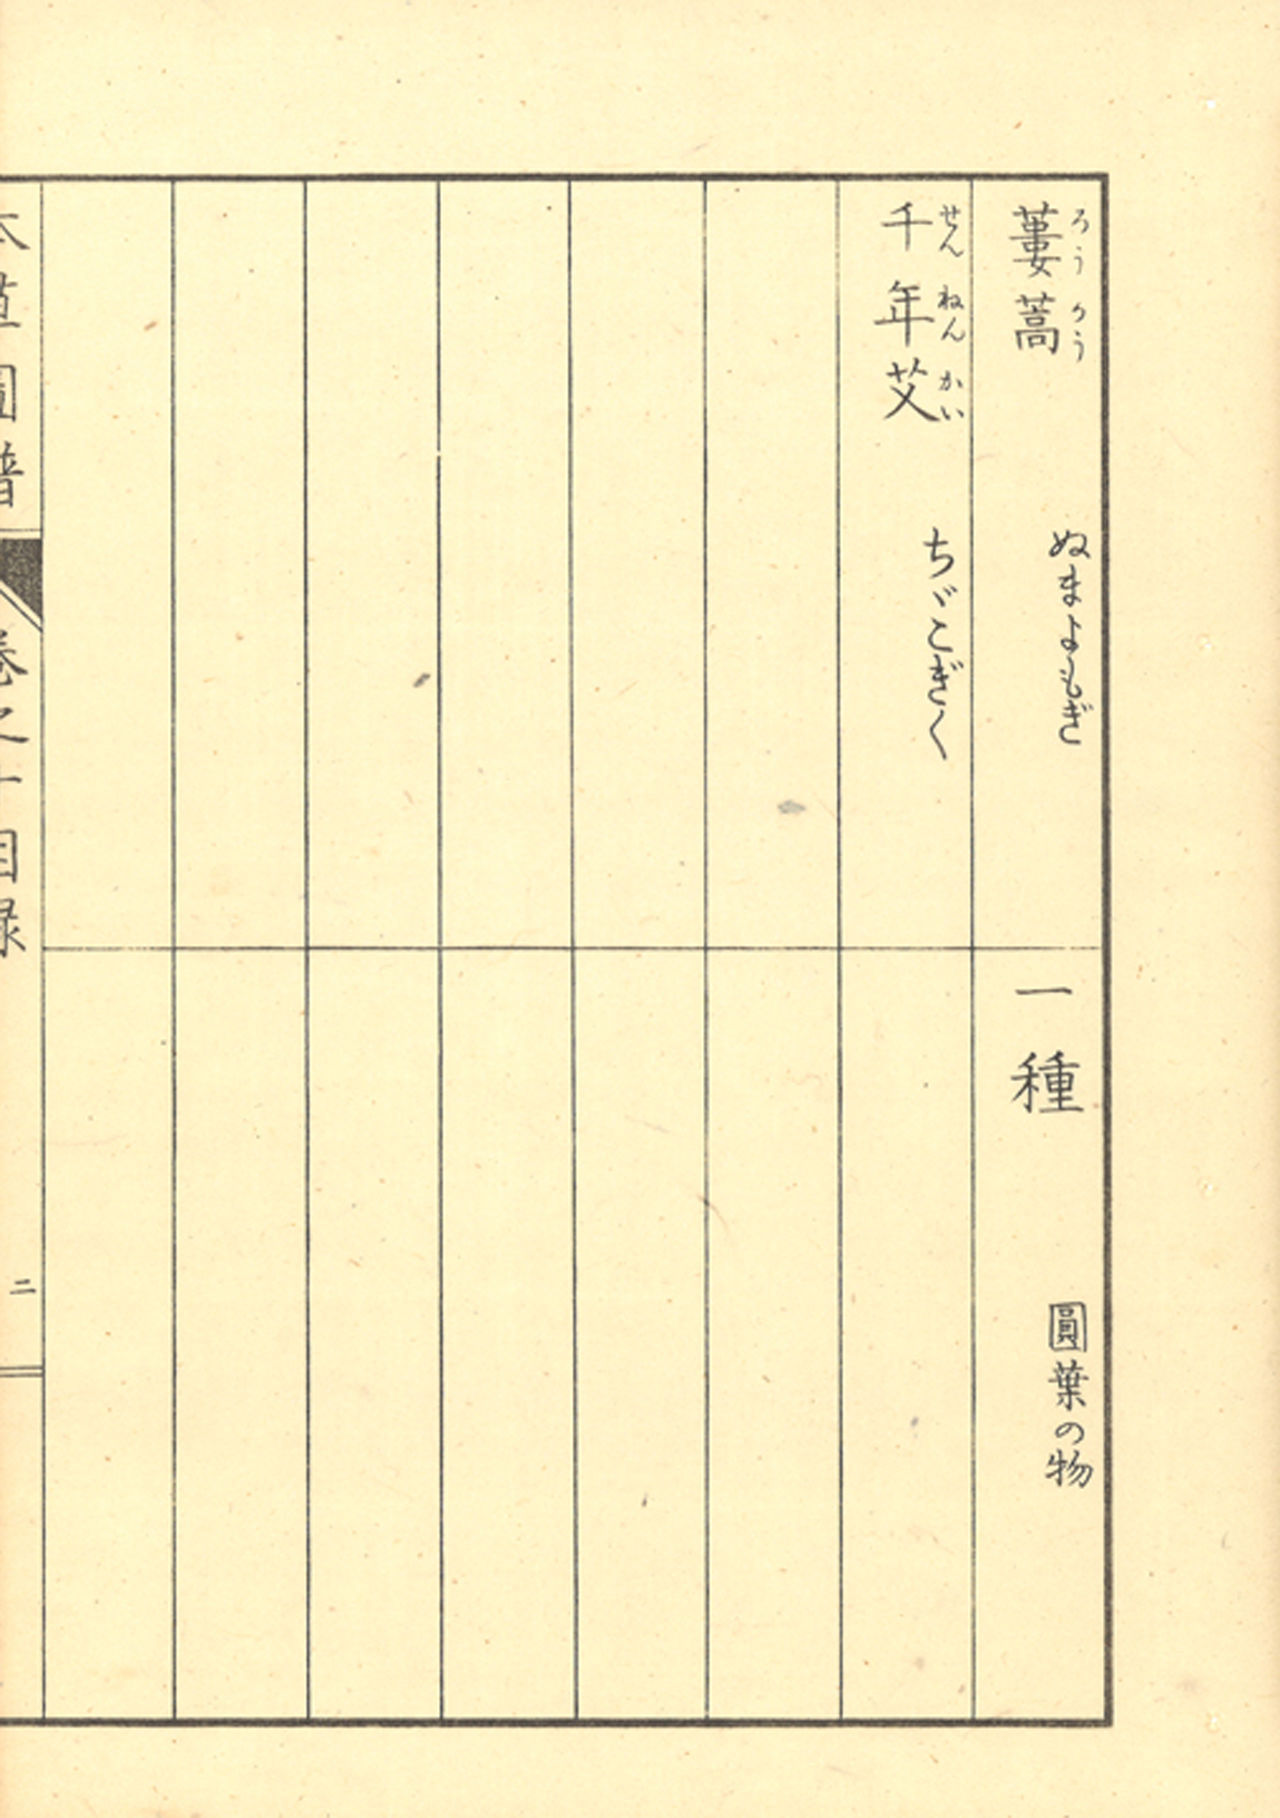 蔞蒿
ろうかう
ぬまよもぎ
一種
圓葉の物
千年艾
せんねんかい
ちゞこぎく
本草圖譜
巻之十目録
二